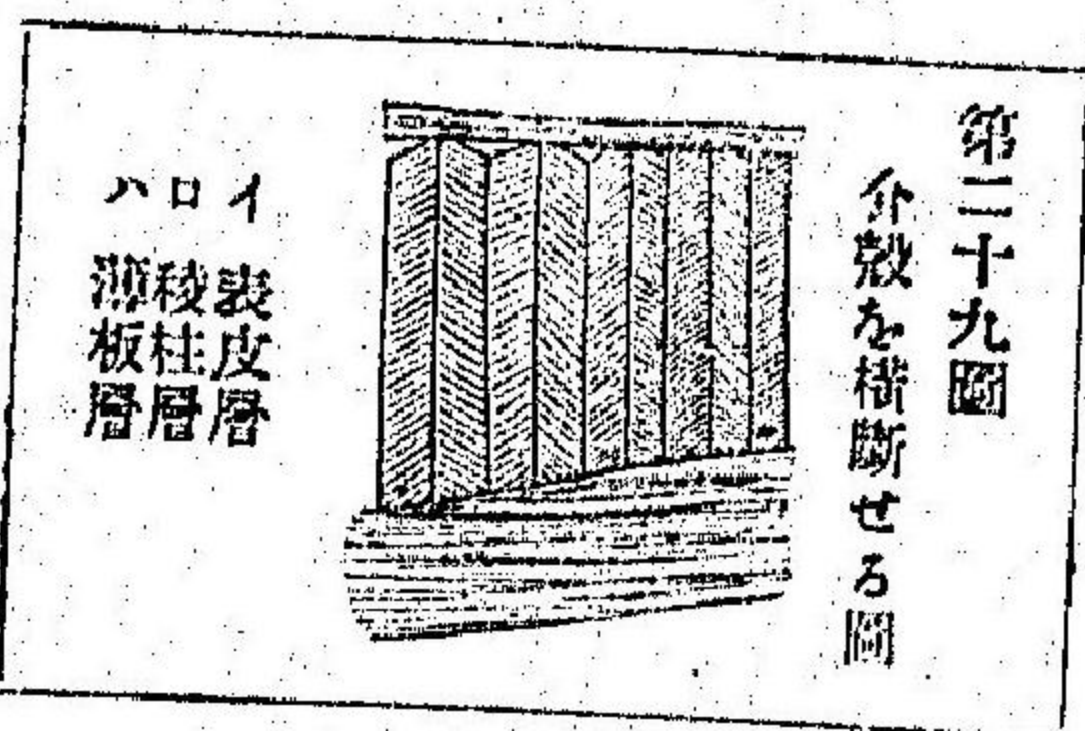 第二十九圖
介殼を橫斷せる圖
イ 表皮層
ロ 稜柱層
ハ 薄板層